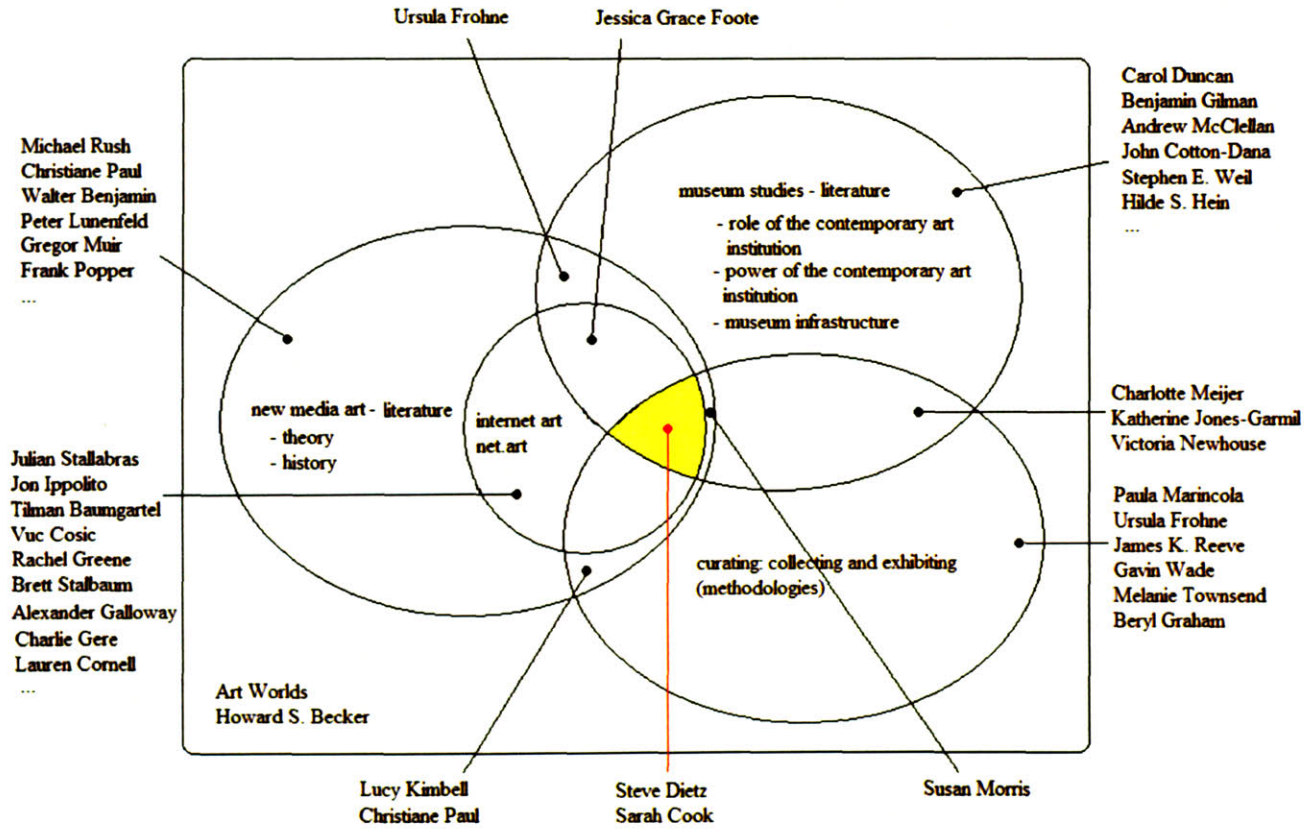 Ursula Frohne
Jessica Grace Foote
Carol Duncan
Benjamin Gilman
Andrew McClellan
John Cotton-Dana
Stephen E. Weil
Hilde S. Hein
...
Michael Rush
Christiane Paul
Walter Benjamin
Peter Lunenfeld
Gregor Muir
Frank Popper
...
museum studies - literature
- role of the contemporary art
institution
- power of the contemporary art
institution
- museum infrastructure
new media art - literature
- theory
- history
internet art
net.art
Charlotte Meijer
Katherine Jones-Garmil
Victoria Newhouse
Julian Stallabras
Jon Ippolito
Tilman Baumgartel
Vuc Cosic
Rachel Greene
Brett Stalbaum
Alexander Galloway
Charlie Gere
Lauren Cornell
...
Paula Marincola
Ursula Frohne
James K. Reeve
Gavin Wade
Melanie Townsend
Beryl Graham
curating: collecting and exhibiting
(methodologies)
Art Worlds
Howard S. Becker
Lucy Kimbell
Christiane Paul
Steve Dietz
Sarah Cook
Susan Morris